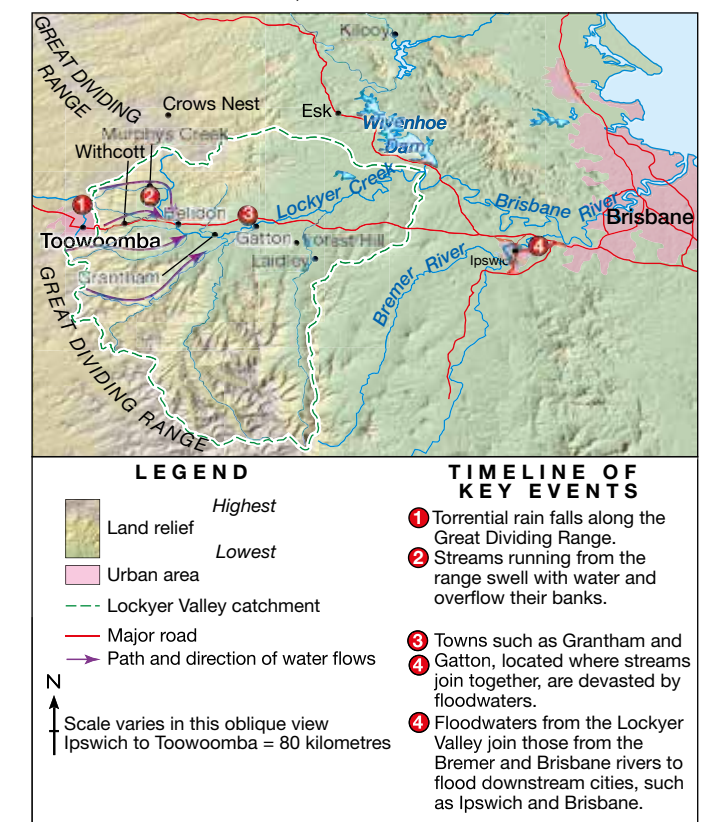 GREAT DIVIDING
RANGE
Kilcoy
Crows Nest
Esk
Wivenhoe
Dam
Murphys Creek
Withcott
1
2
Helidon
3
Lockyer Creek
Brisbane River
Brisbane
Toowoomba
Gatton
Forest Hill
Laidley
4
Grantham
Bremer River
GREAT DIVIDING RANGE
LEGEND
Highest
Land relief
Lowest
Urban area
Lockyer Valley catchment
Major road
Path and direction of water flows
N
Scale varies in this oblique view
Ipswich to Toowoomba = 80 kilometres
TIMELINE OF
KEY EVENTS
1 Torrential rain falls along the
Great Dividing Range.
2 Streams running from the
range swell with water and
overflow their banks.
3 Towns such as Grantham and
4 Gatton, located where streams
join together, are devasted by
floodwaters.
4 Floodwaters from the Lockyer
Valley join those from the
Bremer and Brisbane rivers to
flood downstream cities, such
as Ipswich and Brisbane.